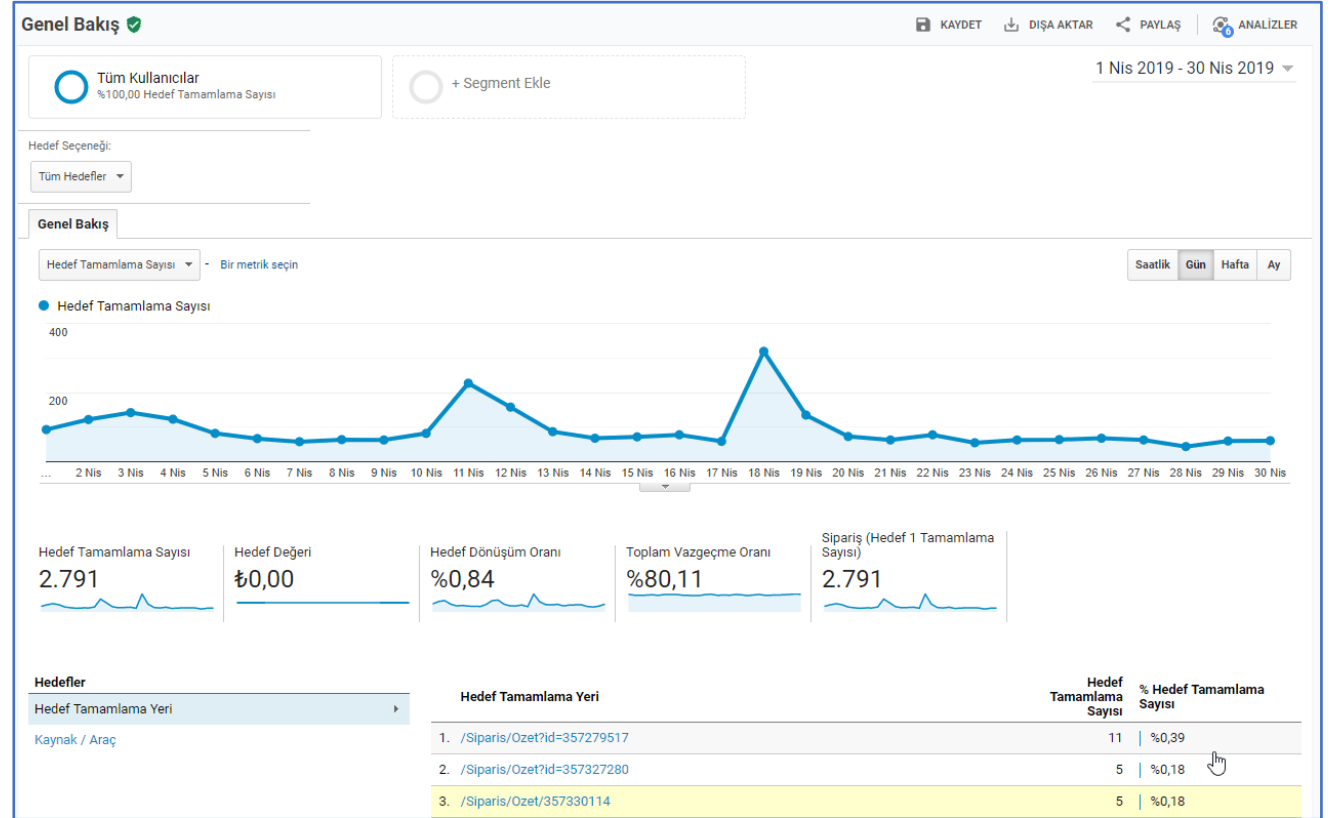 Genel Bakış
KAYDET
DIŞA AKTAR
PAYLAŞ
6
ANALİZLER
Tüm Kullanıcılar
%100,00 Hedef Tamamlama Sayısı
+ Segment Ekle
1 Nis 2019 - 30 Nis 2019
Hedef Seçeneği:
Tüm Hedefler
Genel Bakış
Hedef Tamamlama Sayısı - Bir metrik seçin
Saatlik Gün Hafta Ay
Hedef Tamamlama Sayısı
400
200
... 2 Nis 3 Nis 4 Nis 5 Nis 6 Nis 7 Nis 8 Nis 9 Nis 10 Nis 11 Nis 12 Nis 13 Nis 14 Nis 15 Nis 16 Nis 17 Nis 18 Nis 19 Nis 20 Nis 21 Nis 22 Nis 23 Nis 24 Nis 25 Nis 26 Nis 27 Nis 28 Nis 29 Nis 30 Nis
Hedef Tamamlama Sayısı
2.791
Hedef Değeri
₺0,00
Hedef Dönüşüm Oranı
%0,84
Toplam Vazgeçme Oranı
%80,11
Sipariş (Hedef 1 Tamamlama
Sayısı)
2.791
Hedefler
Hedef Tamamlama Yeri
Kaynak / Araç
Hedef Tamamlama Yeri
Hedef
Tamamlama
Sayısı
% Hedef Tamamlama
Sayısı
1. /Siparis/Ozet?id=357279517 11 %0,39
2. /Siparis/Ozet?id=357327280 5 %0,18
3. /Siparis/Ozet/357330114 5 %0,18